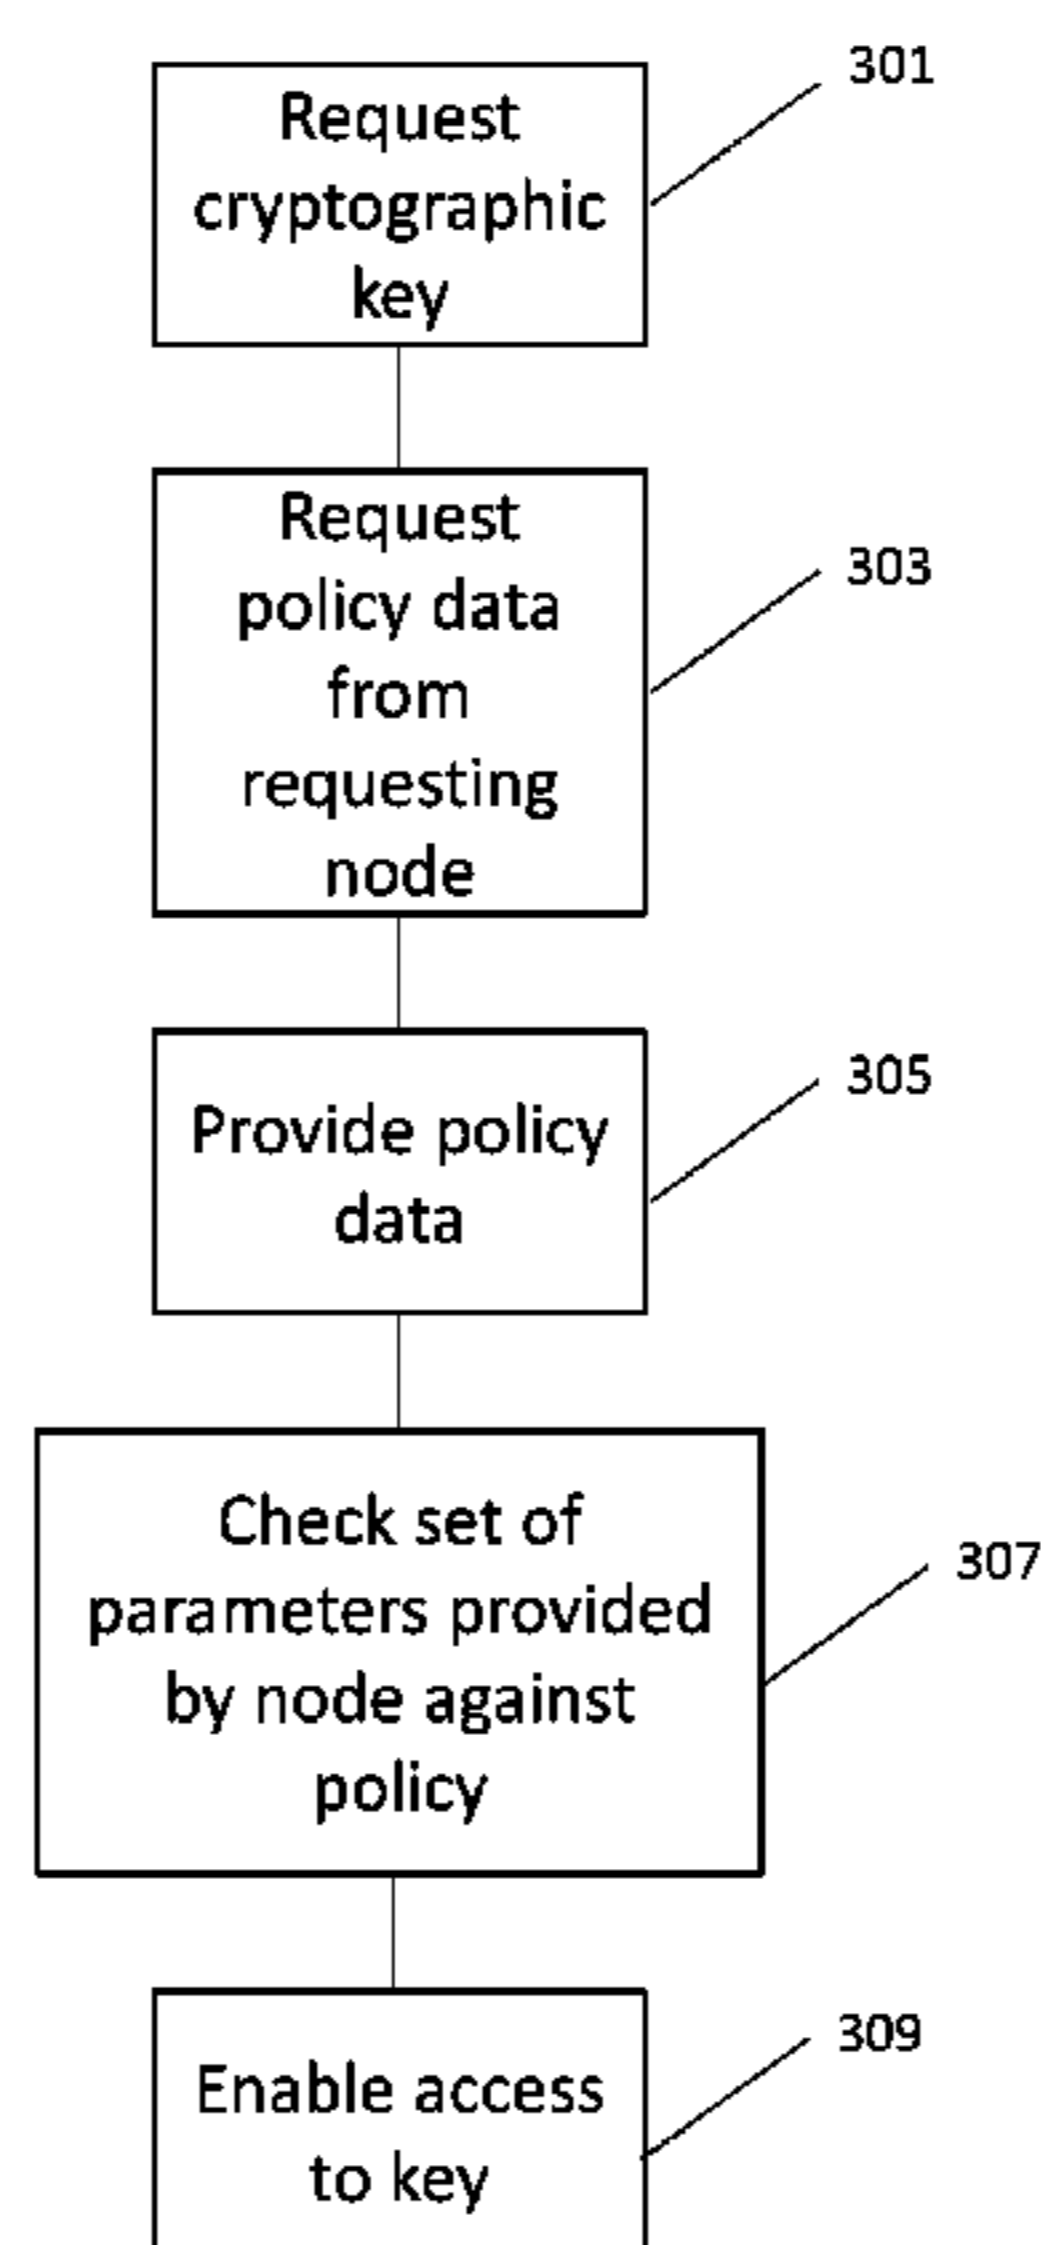 301
Request
cryptographic
key
Request
policy data
from
requesting
node
303
Provide policy
data
305
Check set of
parameters provided
by node against
policy
307
Enable access
to key
309